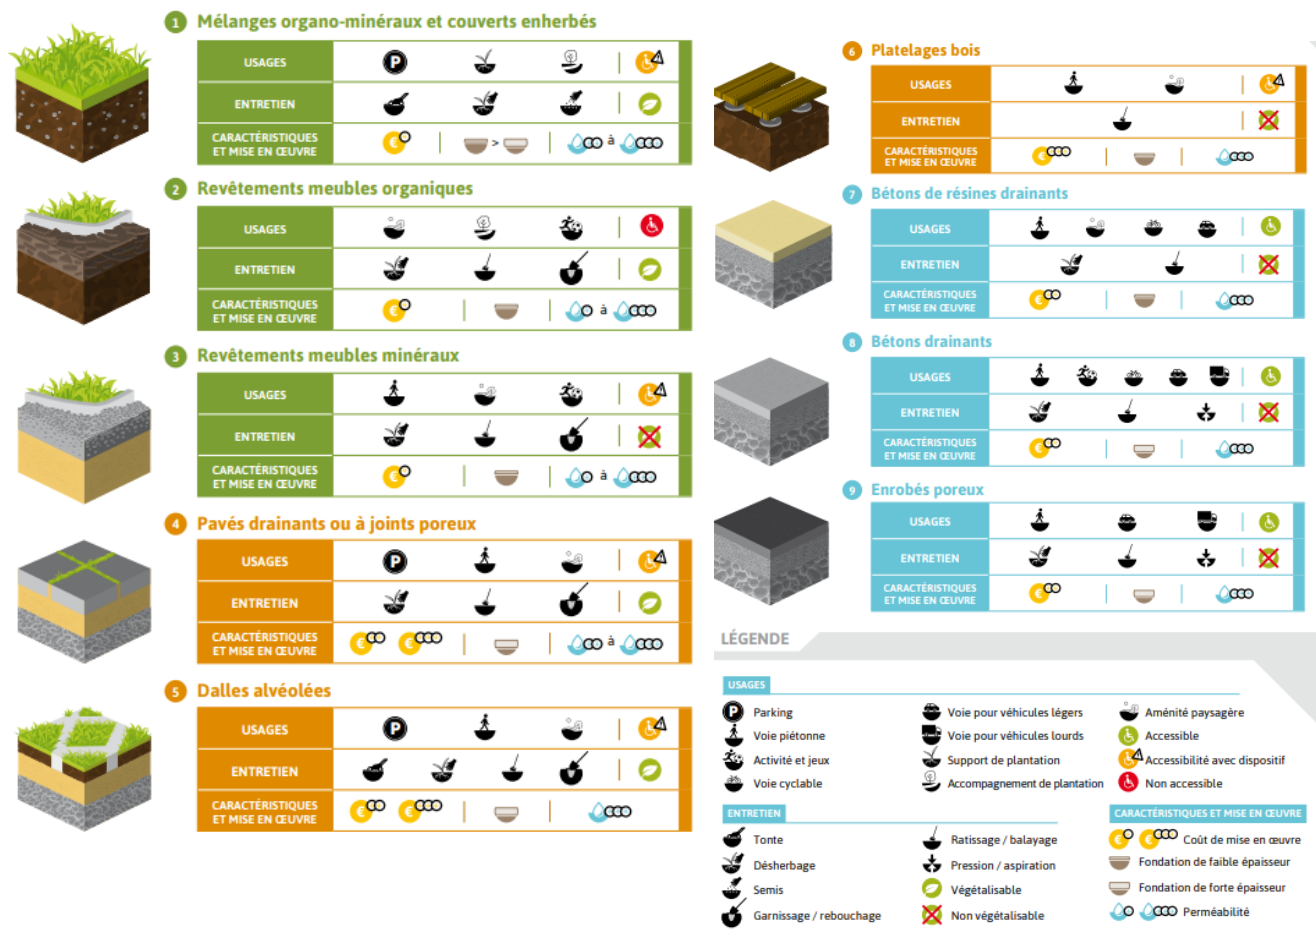 1 Mélanges organo-minéraux et couverts enherbés
USAGES
P
ENTRETIEN
CARACTÉRISTIQUES
ET MISE EN ŒUVRE
€ > à
2 Revêtements meubles organiques
USAGES
ENTRETIEN
CARACTÉRISTIQUES
ET MISE EN ŒUVRE
€ à
3 Revêtements meubles minéraux
USAGES
ENTRETIEN
CARACTÉRISTIQUES
ET MISE EN ŒUVRE
€ à
4 Pavés drainants ou à joints poreux
USAGES
P
ENTRETIEN
CARACTÉRISTIQUES
ET MISE EN ŒUVRE
€ € à
5 Dalles alvéolées
USAGES
P
ENTRETIEN
CARACTÉRISTIQUES
ET MISE EN ŒUVRE
€ €
6 Platelages bois
USAGES
ENTRETIEN
CARACTÉRISTIQUES
ET MISE EN ŒUVRE
€
7 Bétons de résines drainants
USAGES
ENTRETIEN
CARACTÉRISTIQUES
ET MISE EN ŒUVRE
€
8 Bétons drainants
USAGES
ENTRETIEN
CARACTÉRISTIQUES
ET MISE EN ŒUVRE
€
9 Enrobés poreux
USAGES
ENTRETIEN
CARACTÉRISTIQUES
ET MISE EN ŒUVRE
€
LÉGENDE
USAGES
P Parking
Voie piétonne
Activité et jeux
Voie cyclable
Voie pour véhicules légers
Voie pour véhicules lourds
Support de plantation
Accompagnement de plantation
Aménité paysagère
Accessible
Accessibilité avec dispositif
Non accessible
ENTRETIEN
Tonte
Désherbage
Semis
Garnissage / rebouchage
Ratissage / balayage
Pression / aspiration
Végétalisable
Non végétalisable
CARACTÉRISTIQUES ET MISE EN ŒUVRE
€ € Coût de mise en œuvre
Fondation de faible épaisseur
Fondation de forte épaisseur
Perméabilité